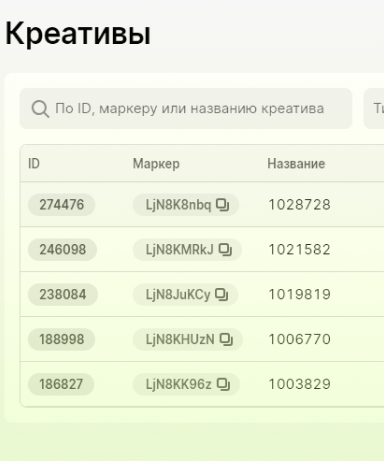 Креативы
По ID, маркеру или названию креатива
ID Маркер Название
274476 LjN8K8nbq 1028728
246098 LjN8KMRkJ 1021582
238084 LjN8JuKCy 1019819
188998 LjN8KHUzN 1006770
186827 LjN8KK96z 1003829